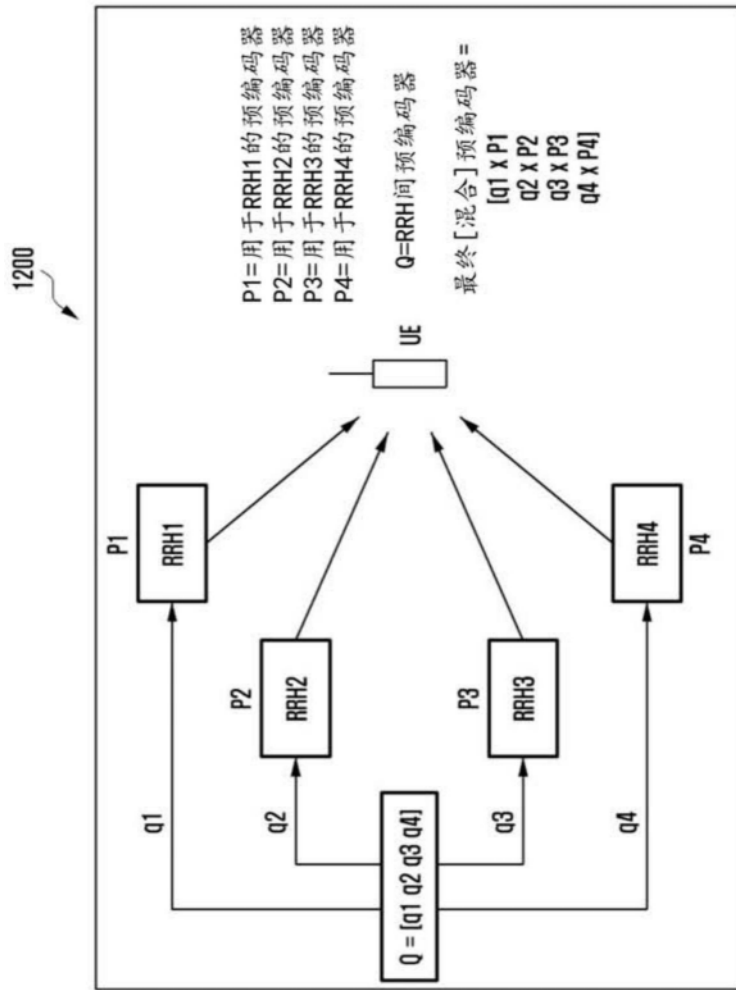 1200
P1
RRH1
q1
P2
RRH2
q2
Q = [q1 q2 q3 q4]
UE
P3
RRH3
q3
RRH4
P4
q4
P1=用于RRH1的预编码器
P2=用于RRH2的预编码器
P3=用于RRH3的预编码器
P4=用于RRH4的预编码器
Q=RRH间预编码器
最终[混合]预编码器=
[q1 x P1
q2 x P2
q3 x P3
q4 x P4]